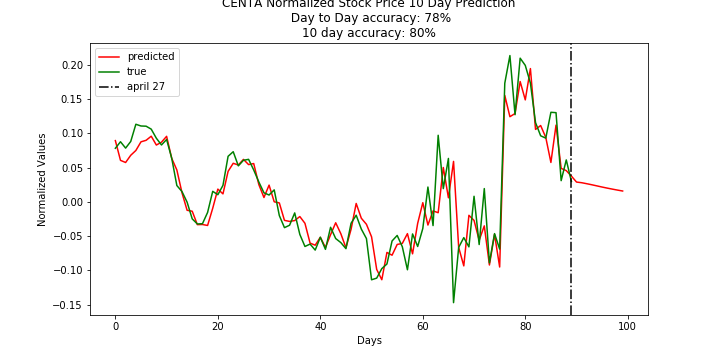 CENTA Normalized Stock Price 10 Day Prediction
Day to Day accuracy: 78%
10 day accuracy: 80%
predicted
true
april 27
Normalized Values
0.20
0.15
0.10
0.05
0.00
−0.05
−0.10
−0.15
0 20 40 60 80 100
Days